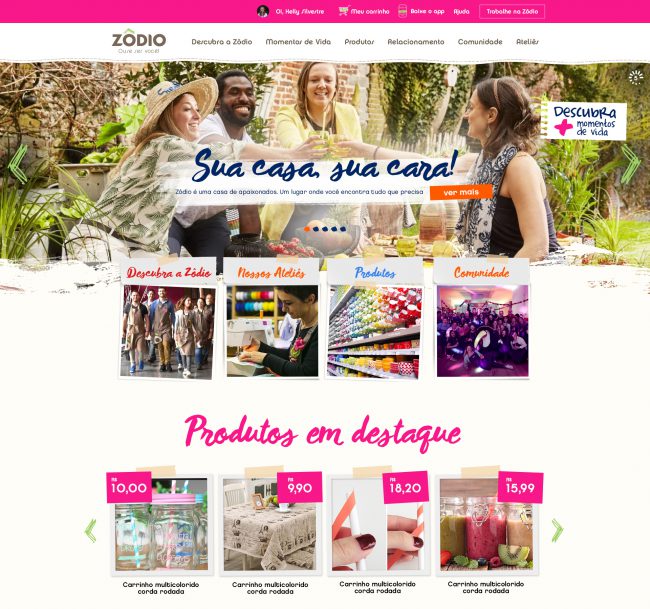 Oi, Helly Silvestre
Meu carrinho
Baixe o app
Ajuda
Trabalhe na Zôdio
ZÔDIO
Ouse ser você!
Descubra a Zôdio
Momentos de Vida
Produtos
Relacionamento
Comunidade
Ateliês
Descubra
+ momentos
de vida
Sua casa, sua cara!
Zôdio é uma casa de apaixonados. Um lugar onde você encontra tudo que precisa
ver mais
Descubra a Zôdio
Nossos Ateliês
Produtos
Comunidade
Produtos em destaque
R$
10,00
R$
9,90
R$
18,20
R$
15,99
Carrinho multicolorido
corda rodada
Carrinho multicolorido
corda rodada
Carrinho multicolorido
corda rodada
Carrinho multicolorido
corda rodada